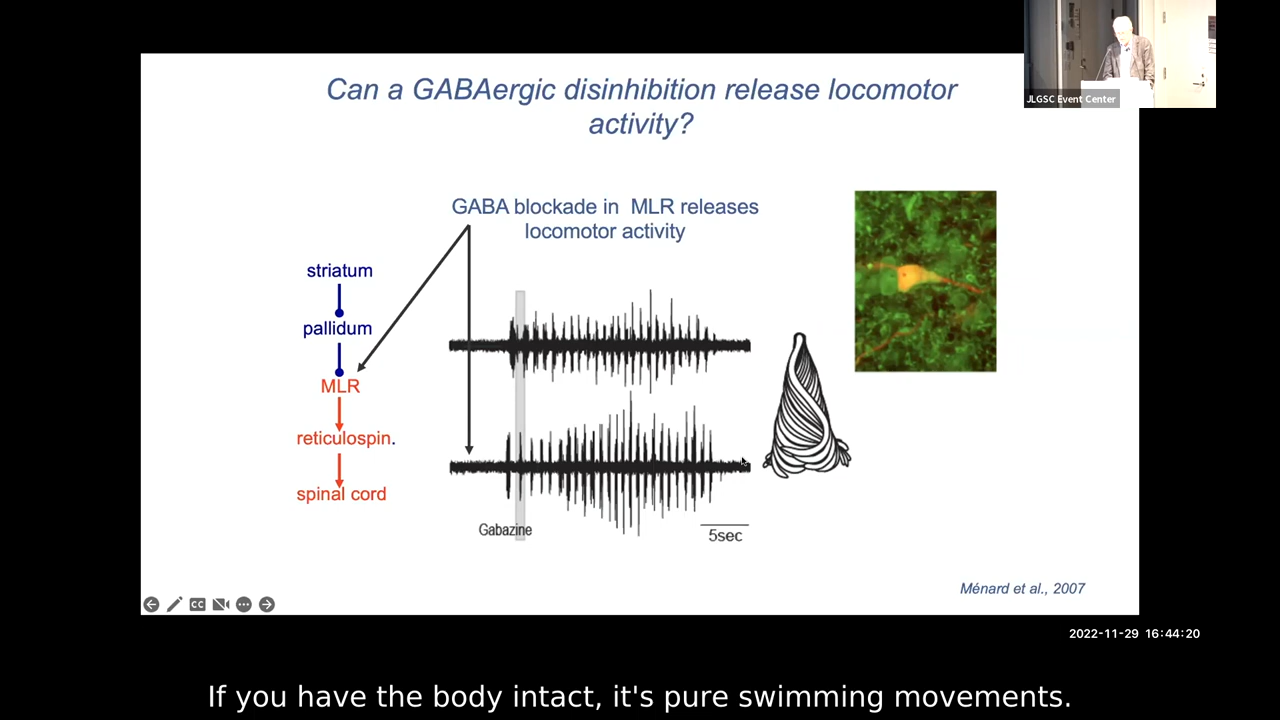 Can a GABAergic disinhibition release locomotor
activity?
JLGSC Event Center
GABA blockade in MLR releases
locomotor activity
striatum
pallidum
MLR
reticulospin.
spinal cord
Gabazine
5sec
Ménard et al., 2007
CC
2022-11-29 16:44:20
If you have the body intact, it's pure swimming movements.